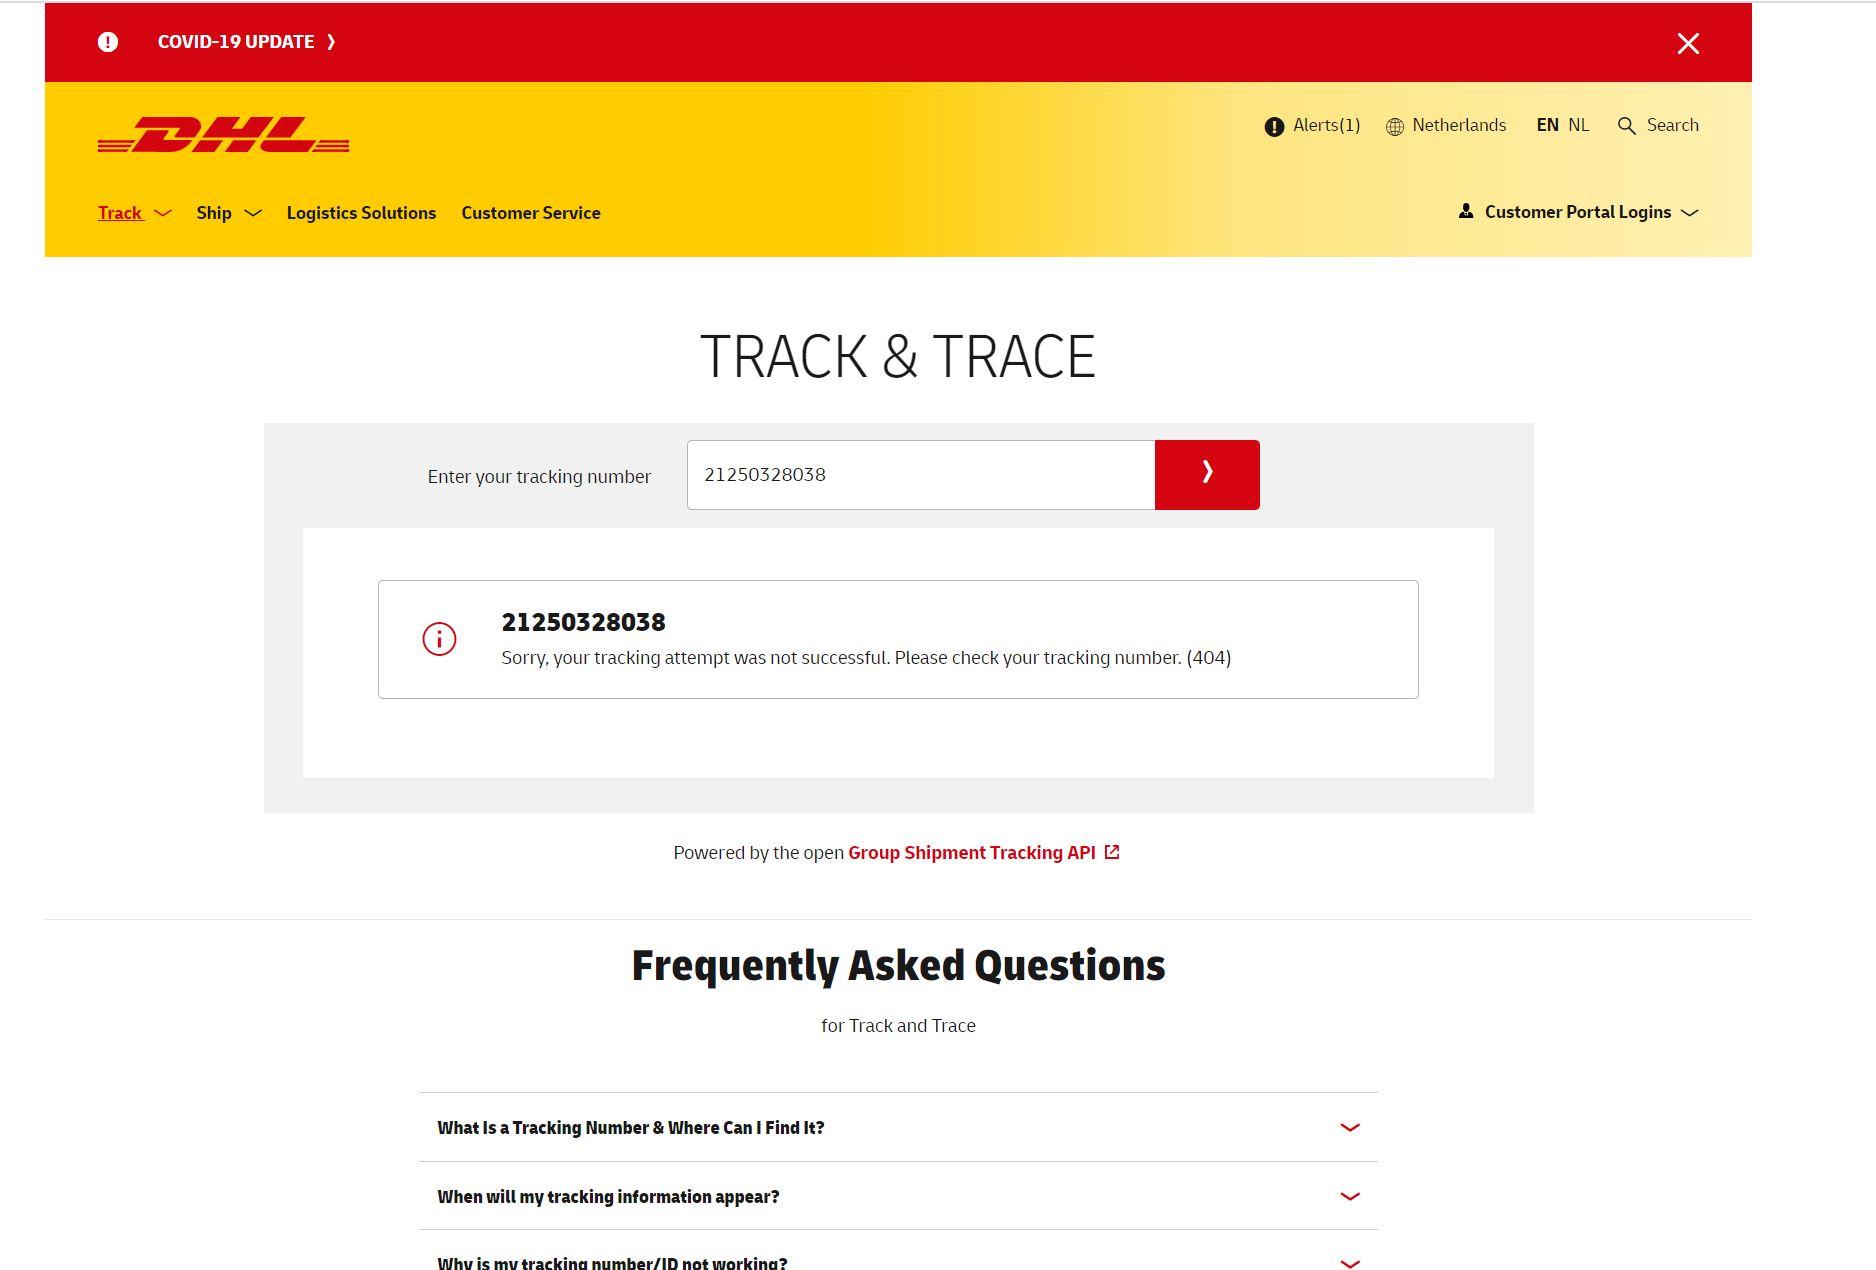 COVID-19 UPDATE
DHL
Alerts(1) Netherlands EN NL Search
Track Ship Logistics Solutions Customer Service
Customer Portal Logins
TRACK & TRACE
Enter your tracking number 21250328038
21250328038
Sorry, your tracking attempt was not successful. Please check your tracking number. (404)
Powered by the open Group Shipment Tracking API
Frequently Asked Questions
for Track and Trace
What Is a Tracking Number & Where Can I Find It?
When will my tracking information appear?
Why is my tracking number/ID not working?